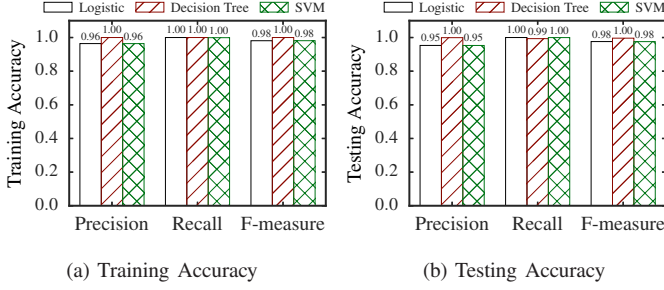 Logistic Decision Tree SVM
0.96 1.00 0.96 1.00 1.00 1.00 0.98 1.00 0.98
1.0
0.8
0.6
0.4
0.2
0.0
Training Accuracy
Precision Recall F-measure
(a) Training Accuracy
Logistic Decision Tree SVM
0.95 1.00 0.95 1.00 0.99 1.00 0.98 1.00 0.98
1.0
0.8
0.6
0.4
0.2
0.0
Testing Accuracy
Precision Recall F-measure
(b) Testing Accuracy